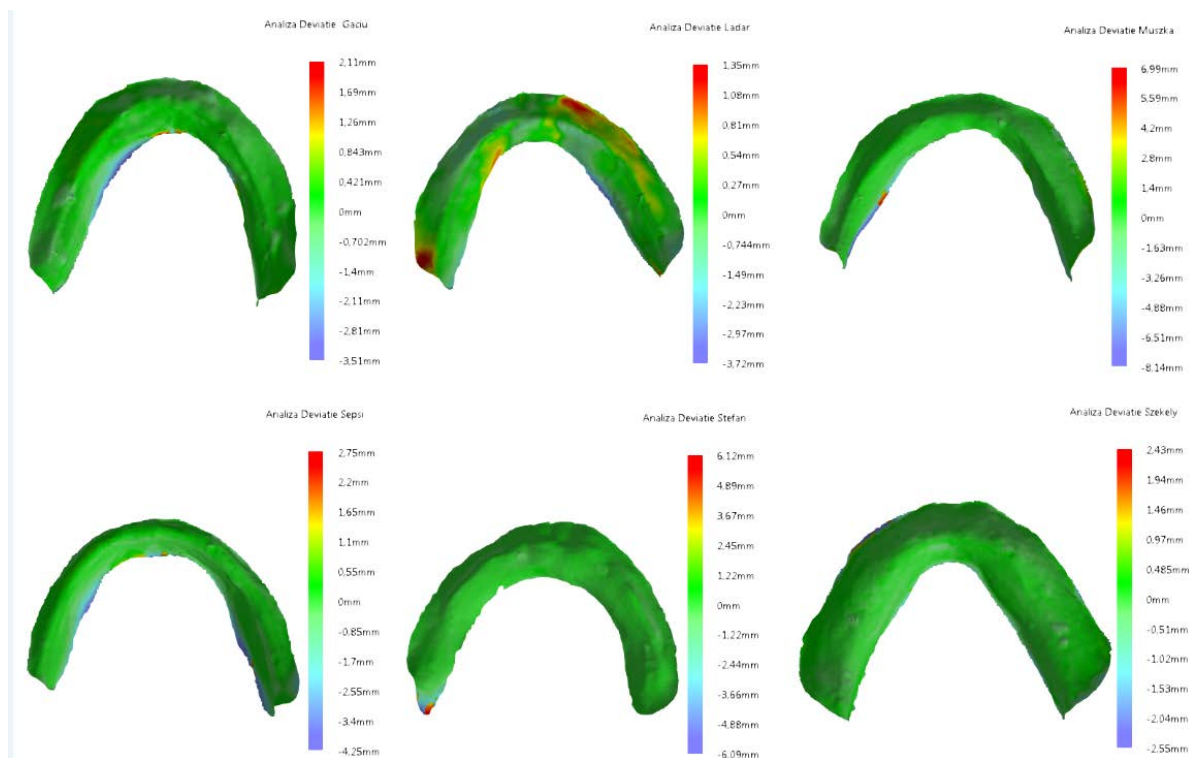 Analiza Deviatie Gaciu
2,11mm
1,69mm
1,26mm
0,843mm
0,421mm
0mm
-0,702mm
-1,4mm
-2,11mm
-2,81mm
-3,51mm
Analiza Deviatie Ladar
1,35mm
1,08mm
0,81mm
0,54mm
0,27mm
0mm
-0,744mm
-1,49mm
-2,23mm
-2,97mm
-3,72mm
Analiza Deviatie Muszka
6,99mm
5,59mm
4,2mm
2,8mm
1,4mm
0mm
-1,63mm
-3,26mm
-4,88mm
-6,51mm
-8,14mm
Analiza Deviatie Sepsi
2,75mm
2,2mm
1,65mm
1,1mm
0,55mm
0mm
-0,85mm
-1,7mm
-2,55mm
-3,4mm
-4,25mm
Analiza Deviatie Stefan
6,12mm
4,89mm
3,67mm
2,45mm
1,22mm
0mm
-1,22mm
-2,44mm
-3,66mm
-4,88mm
-6,09mm
Analiza Deviatie Szekely
2,43mm
1,94mm
1,46mm
0,97mm
0,485mm
0mm
-0,51mm
-1,02mm
-1,53mm
-2,04mm
-2,55mm